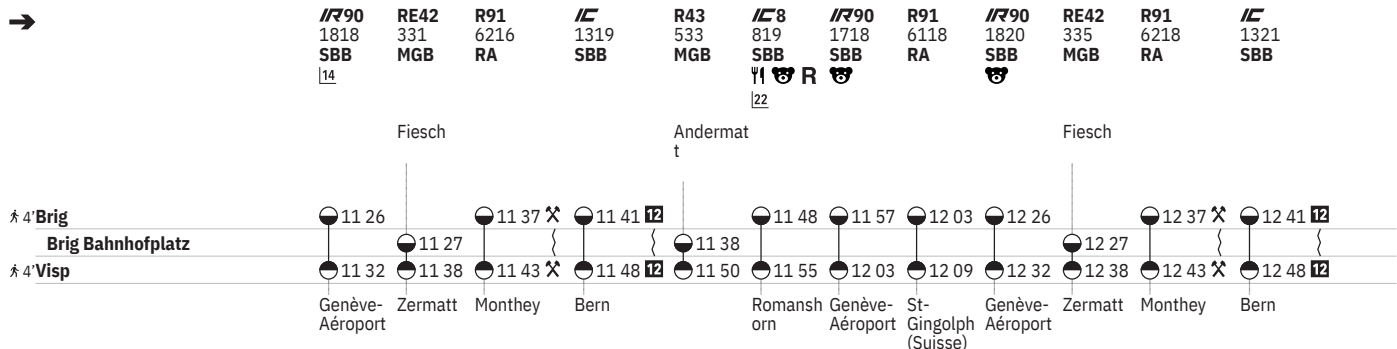 IR90 RE42 R91 IC R43 IC8 IR90 R91 IR90 RE42 R91 IC
1818 331 6216 1319 533 819 1718 6118 1820 335 6218 1321
SBB MGB RA SBB MGB SBB SBB RA SBB MGB RA SBB
14 R
22
Fiesch Andermat Fiesch
t
4' Brig 11 26 11 37 11 41 12 11 48 11 57 12 03 12 26 12 37 12 41 12
Brig Bahnhofplatz 11 27 11 38 12 27
4' Visp 11 32 11 38 11 43 11 48 12 11 50 11 55 12 03 12 09 12 32 12 38 12 43 12 48 12
Genève- Zermatt Monthey Bern Romansh Genève- St- Genève- Zermatt Monthey Bern
Aéroport orn Aéroport Gingolph Aéroport
(Suisse)